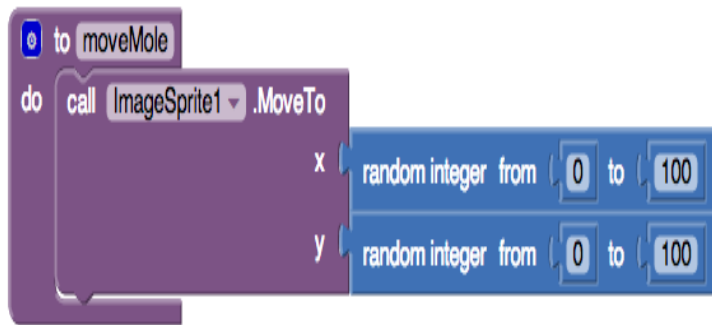 to moveMole
do call ImageSprite1 .MoveTo
x random integer from 0 to 100
y random integer from 0 to 100